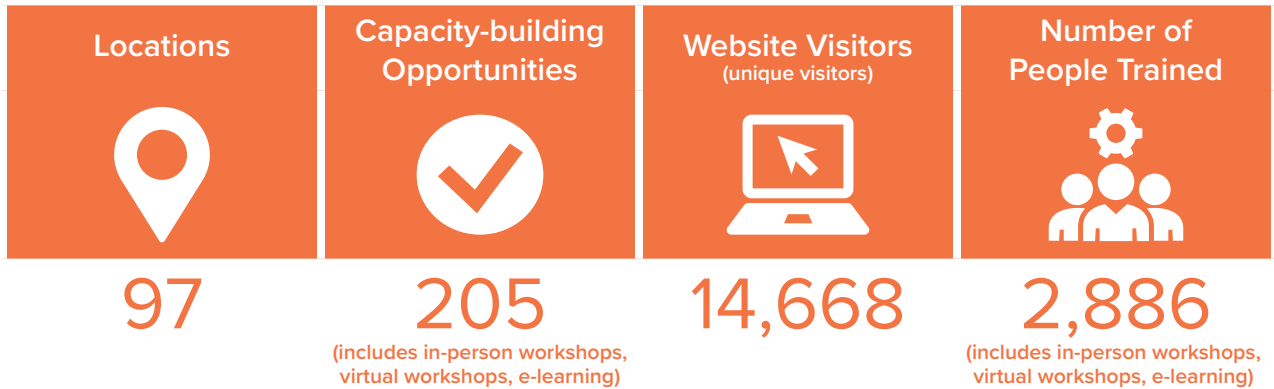 Locations
97
Capacity-building
Opportunities
205
(includes in-person workshops,
virtual workshops, e-learning)
Website Visitors
(unique visitors)
14,668
Number of
People Trained
2,886
(includes in-person workshops,
virtual workshops, e-learning)